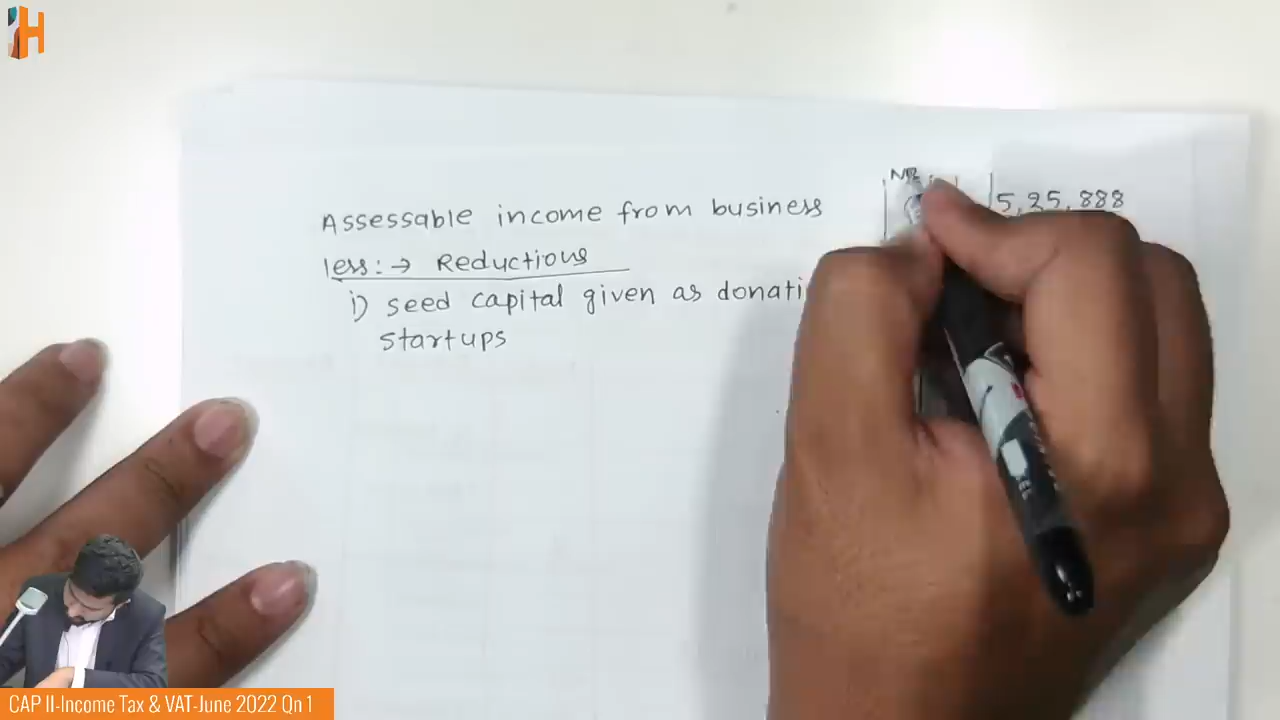 H
Assessable income from business 5,25,888
less:→ Reductions
i) seed capital given as donati
startups
CAP II-Income Tax & VAT-June 2022 Qn 1